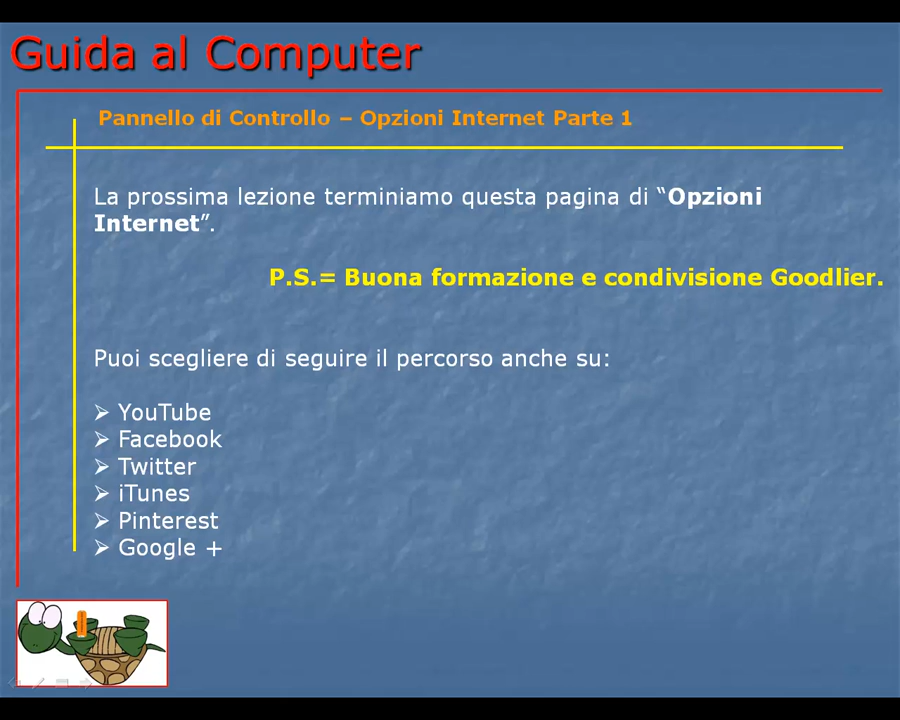 Guida al Computer
Pannello di Controllo – Opzioni Internet Parte 1
La prossima lezione terminiamo questa pagina di “Opzioni
Internet”.
P.S.= Buona formazione e condivisione Goodlier.
Puoi scegliere di seguire il percorso anche su:
➢ YouTube
➢ Facebook
➢ Twitter
➢ iTunes
➢ Pinterest
➢ Google +